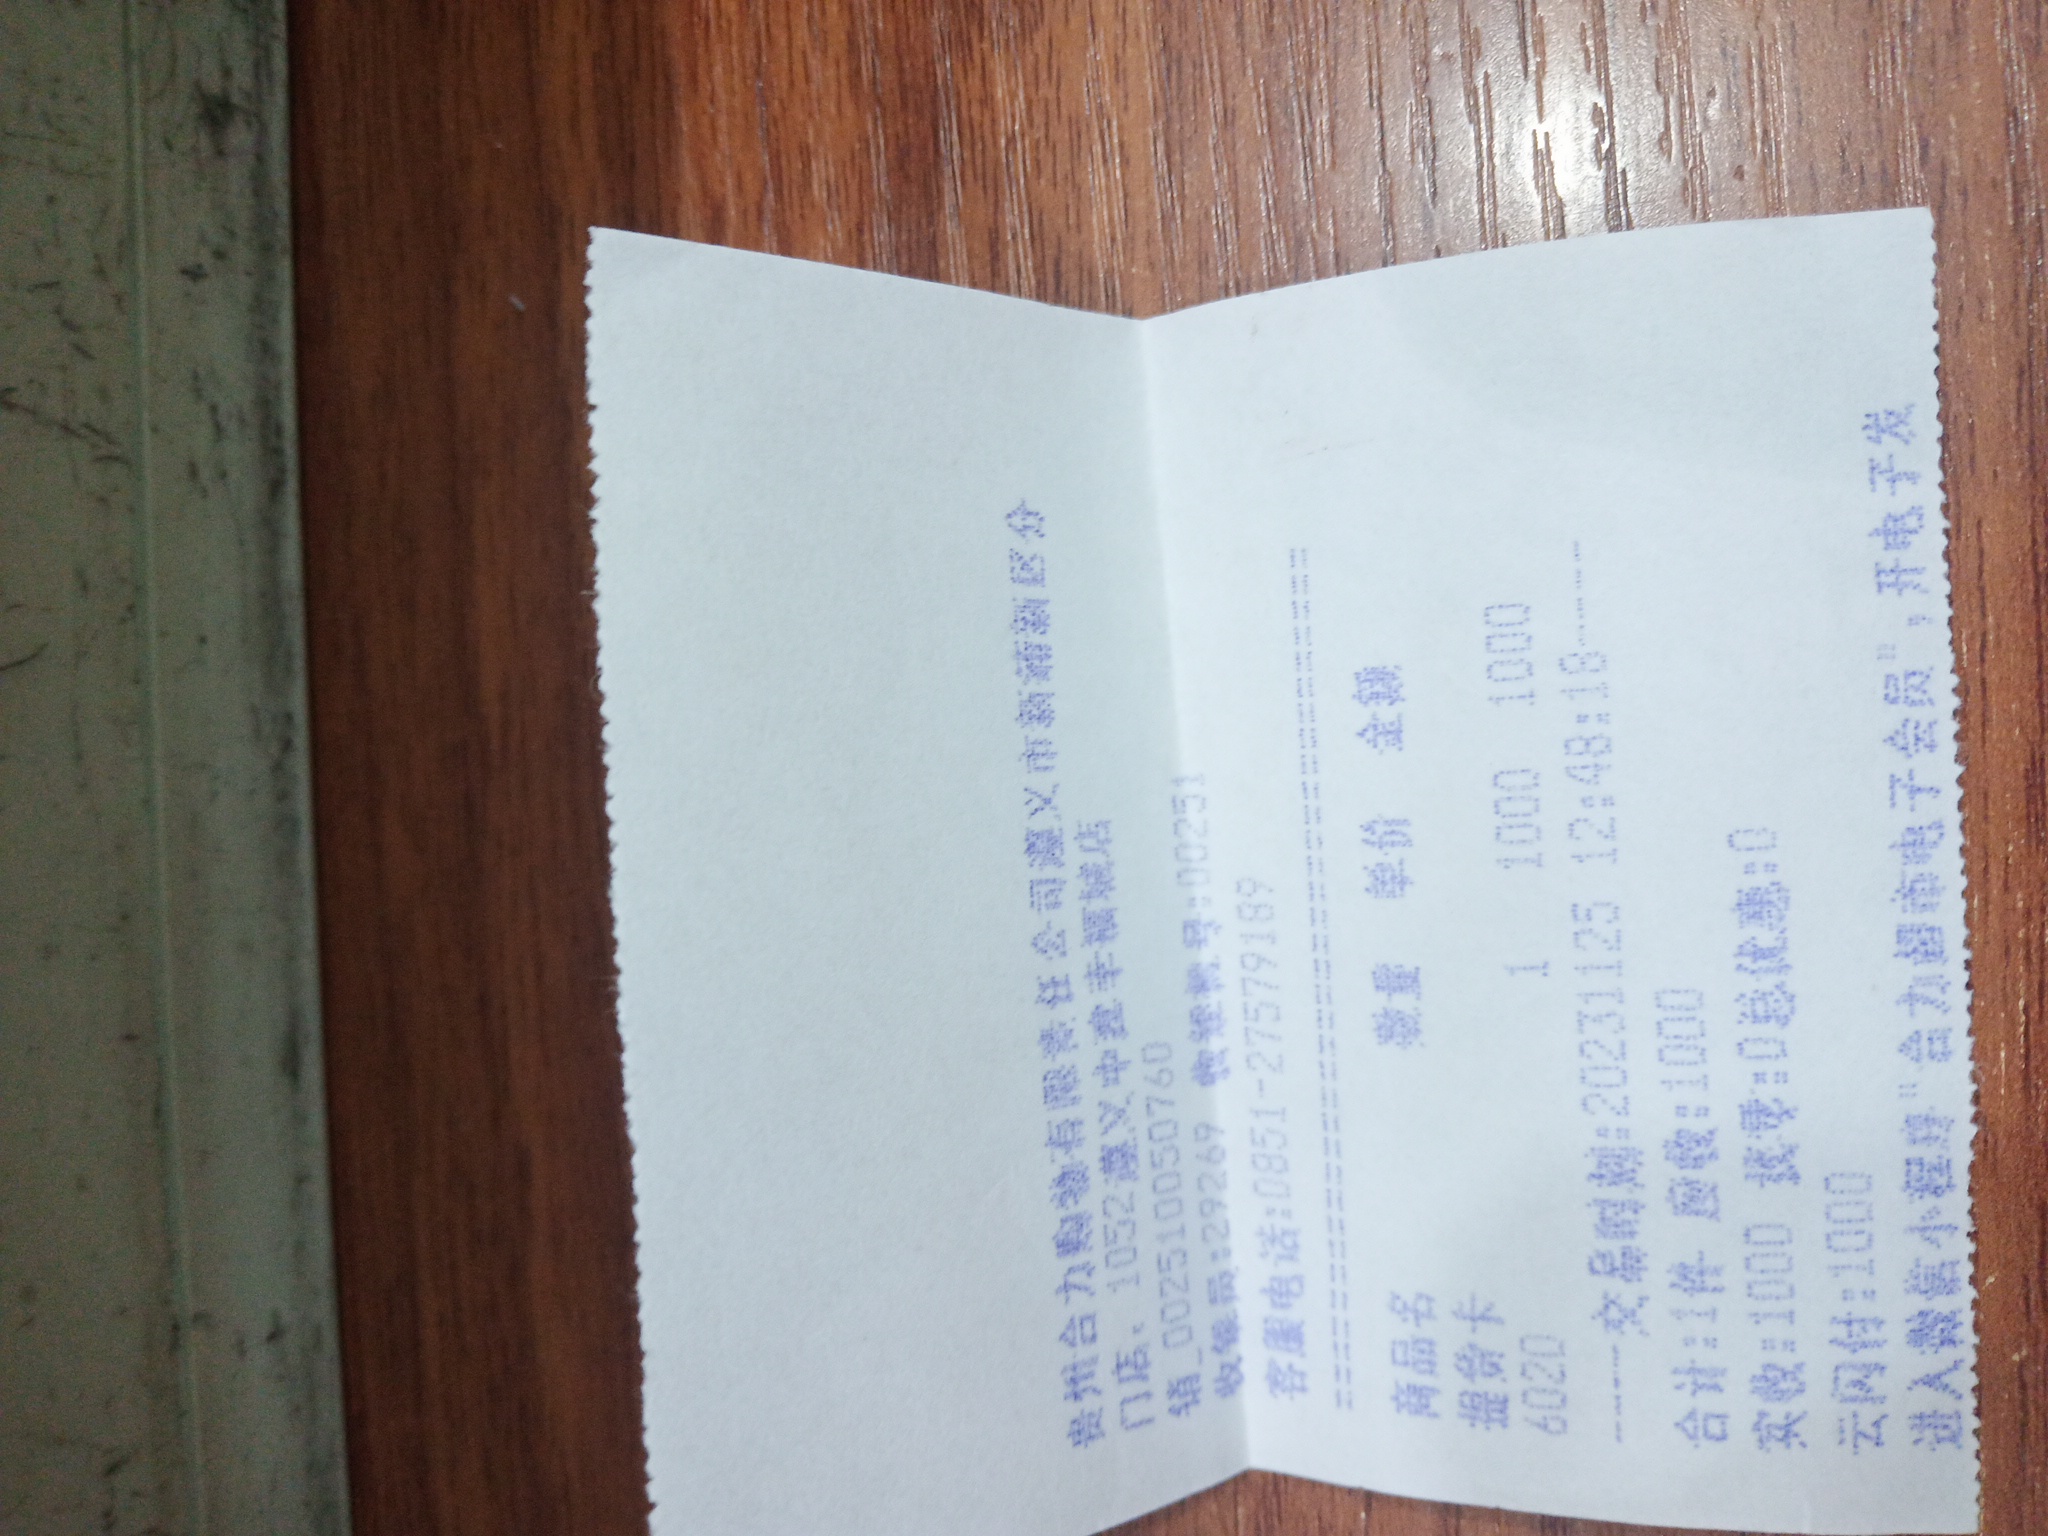 贵州合力购物有限责任公司遵义市新蒲新区分
门店、1052遵义中建幸福城店
销_002510050760
收银员:29269 收银机号:00251
客服电话:0851-27579189
================================
商品名 数量 单价 金额
提货卡
6020 1 1000 1000
----交易时刻:20231125 12:48:18----
合计:1件 应收:1000
实收:1000 找零:0总优惠:0
云闪付:1000
进入微信小程序"合力超市电子会员",开电子发